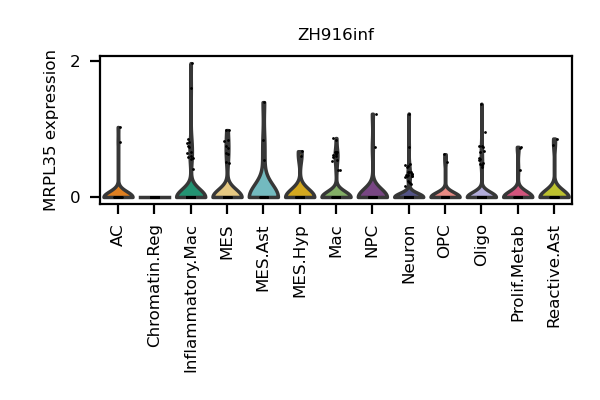 ZH916inf
MRPL35 expression
2
0
AC
Chromatin.Reg
Inflammatory.Mac
MES
MES.Ast
MES.Hyp
Mac
NPC
Neuron
OPC
Oligo
Prolif.Metab
Reactive.Ast